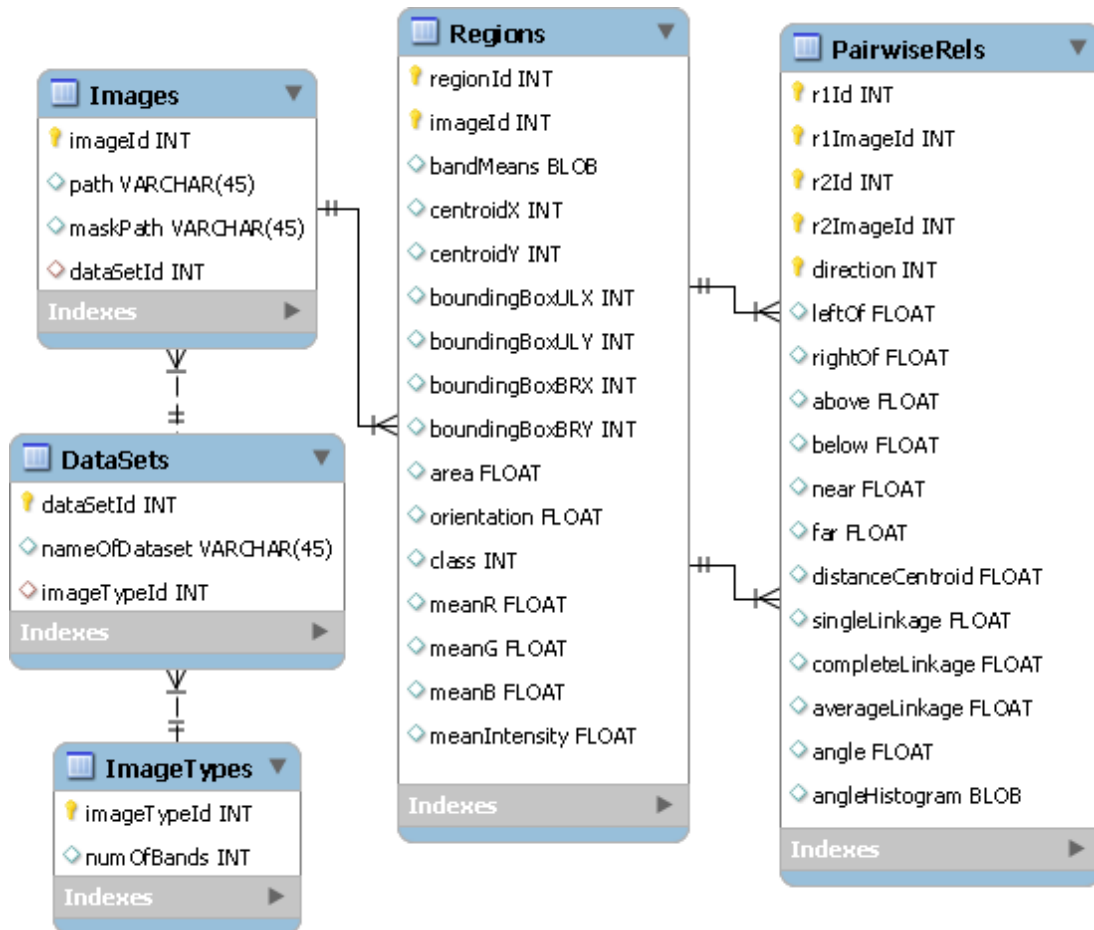 Images
imageId INT
path VARCHAR(45)
maskPath VARCHAR(45)
dataSetId INT
Indexes
DataSets
dataSetId INT
nameOfDataset VARCHAR(45)
imageTypeId INT
Indexes
ImageTypes
imageTypeId INT
numOfBands INT
Indexes
Regions
regionId INT
imageId INT
bandMeans BLOB
centroidX INT
centroidY INT
boundingBoxULX INT
boundingBoxULY INT
boundingBoxBRX INT
boundingBoxBRY INT
area FLOAT
orientation FLOAT
class INT
meanR FLOAT
meanG FLOAT
meanB FLOAT
meanIntensity FLOAT
Indexes
PairwiseRels
r1Id INT
r1ImageId INT
r2Id INT
r2ImageId INT
direction INT
leftOf FLOAT
rightOf FLOAT
above FLOAT
below FLOAT
near FLOAT
far FLOAT
distanceCentroid FLOAT
singleLinkage FLOAT
completeLinkage FLOAT
averageLinkage FLOAT
angle FLOAT
angleHistogram BLOB
Indexes